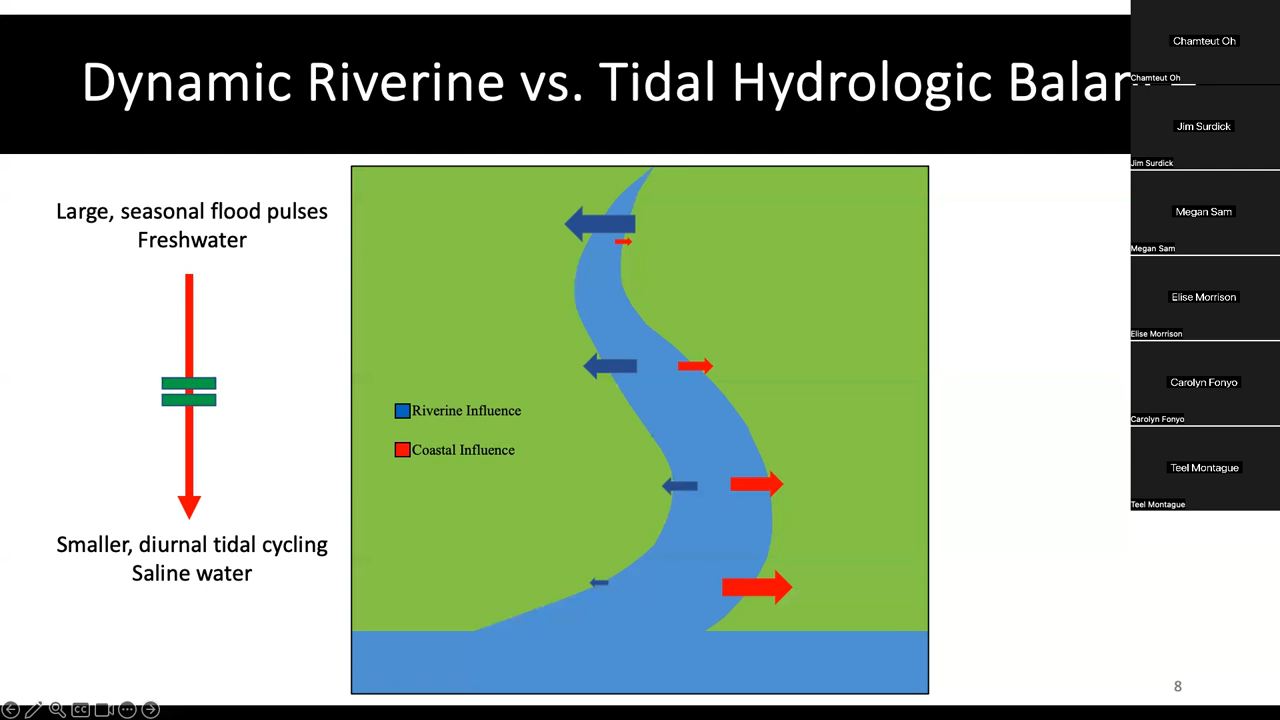 Dynamic Riverine vs. Tidal Hydrologic Balan
Large, seasonal flood pulses
Freshwater
Smaller, diurnal tidal cycling
Saline water
Riverine Influence
Coastal Influence
8
CC
Chamteut Oh
Chamteut Oh
Jim Surdick
Jim Surdick
Megan Sam
Megan Sam
Elise Morrison
Elise Morrison
Carolyn Fonyo
Carolyn Fonyo
Teel Montague
Teel Montague